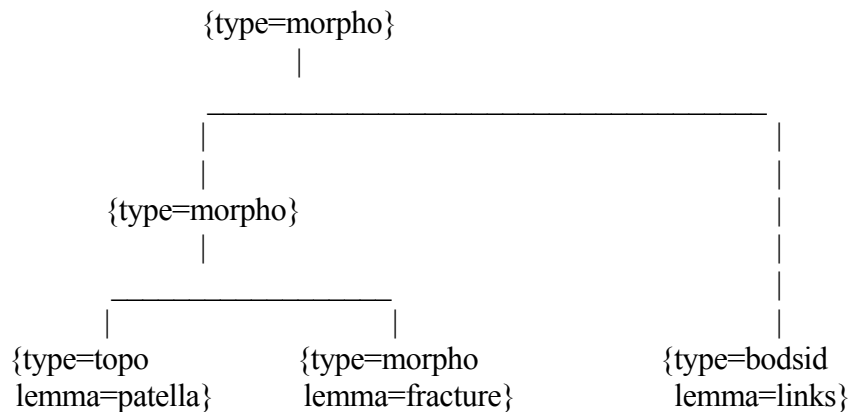 {type=morpho}
{type=morpho}
{type=topo {type=morpho {type=bodsid
lemma=patella} lemma=fracture} lemma=links}